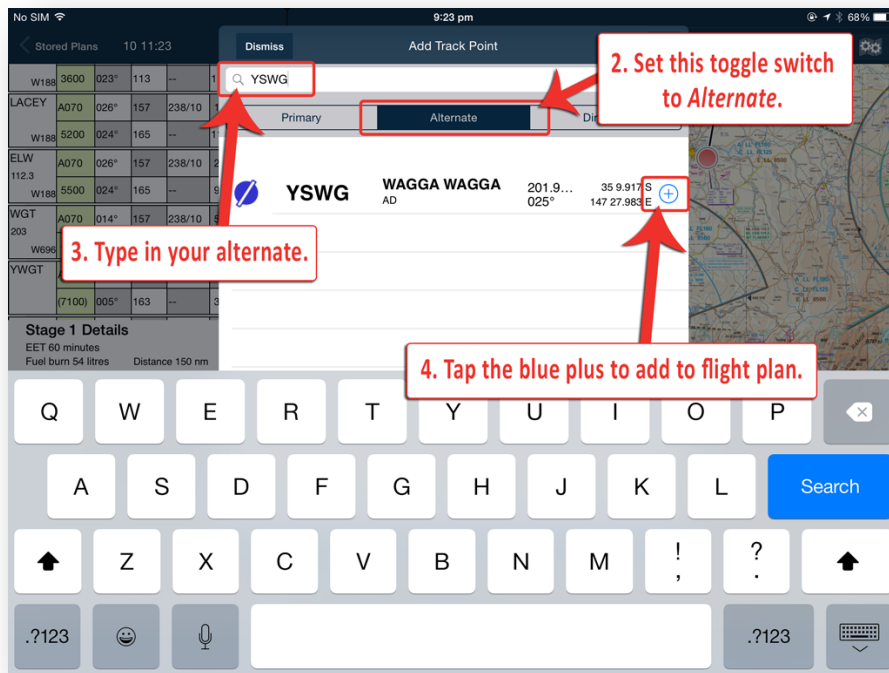 No SIM 9:23 pm 68%
Stored Plans 10 11:23 Dismiss Add Track Point
YSWG
2. Set this toggle switch
to Alternate.
Primary Alternate
YSWG WAGGA WAGGA 201.9... 35 9.917 S
AD 025° 147 27.983 E
3. Type in your alternate.
4. Tap the blue plus to add to flight plan.
W188 3600 023° 113 --
LACEY A070 026° 157 238/10
W188 5200 024° 165 --
ELW A070 026° 157 238/10
112.3
W188 5500 024° 165 --
WGT A070 014° 157 238/10
203
W696
YWGT
(7100) 005° 163 --
Stage 1 Details
EET 60 minutes
Fuel burn 54 litres Distance 150 nm
Q W E R T Y U I O P
A S D F G H J K L Search
Z X C V B N M ! , ? .
.?123 .?123